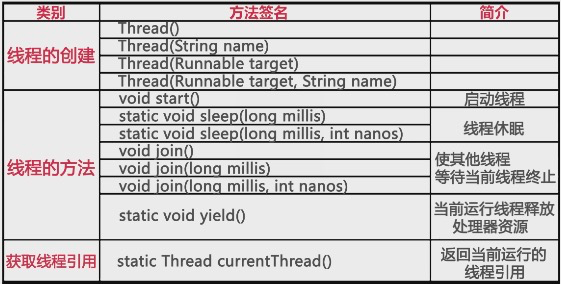 类别 方法签名 简介
线程的创建
Thread()
Thread(String name)
Thread(Runnable target)
Thread(Runnable target, String name)
线程的方法
void start() 启动线程
static void sleep(long millis)
static void sleep(long millis, int nanos)
线程休眠
void join()
void join(long millis)
void join(long millis, int nanos)
使其他线程
等待当前线程终止
static void yield()
当前运行线程释放
处理器资源
获取线程引用
static Thread currentThread()
返回当前运行的
线程引用